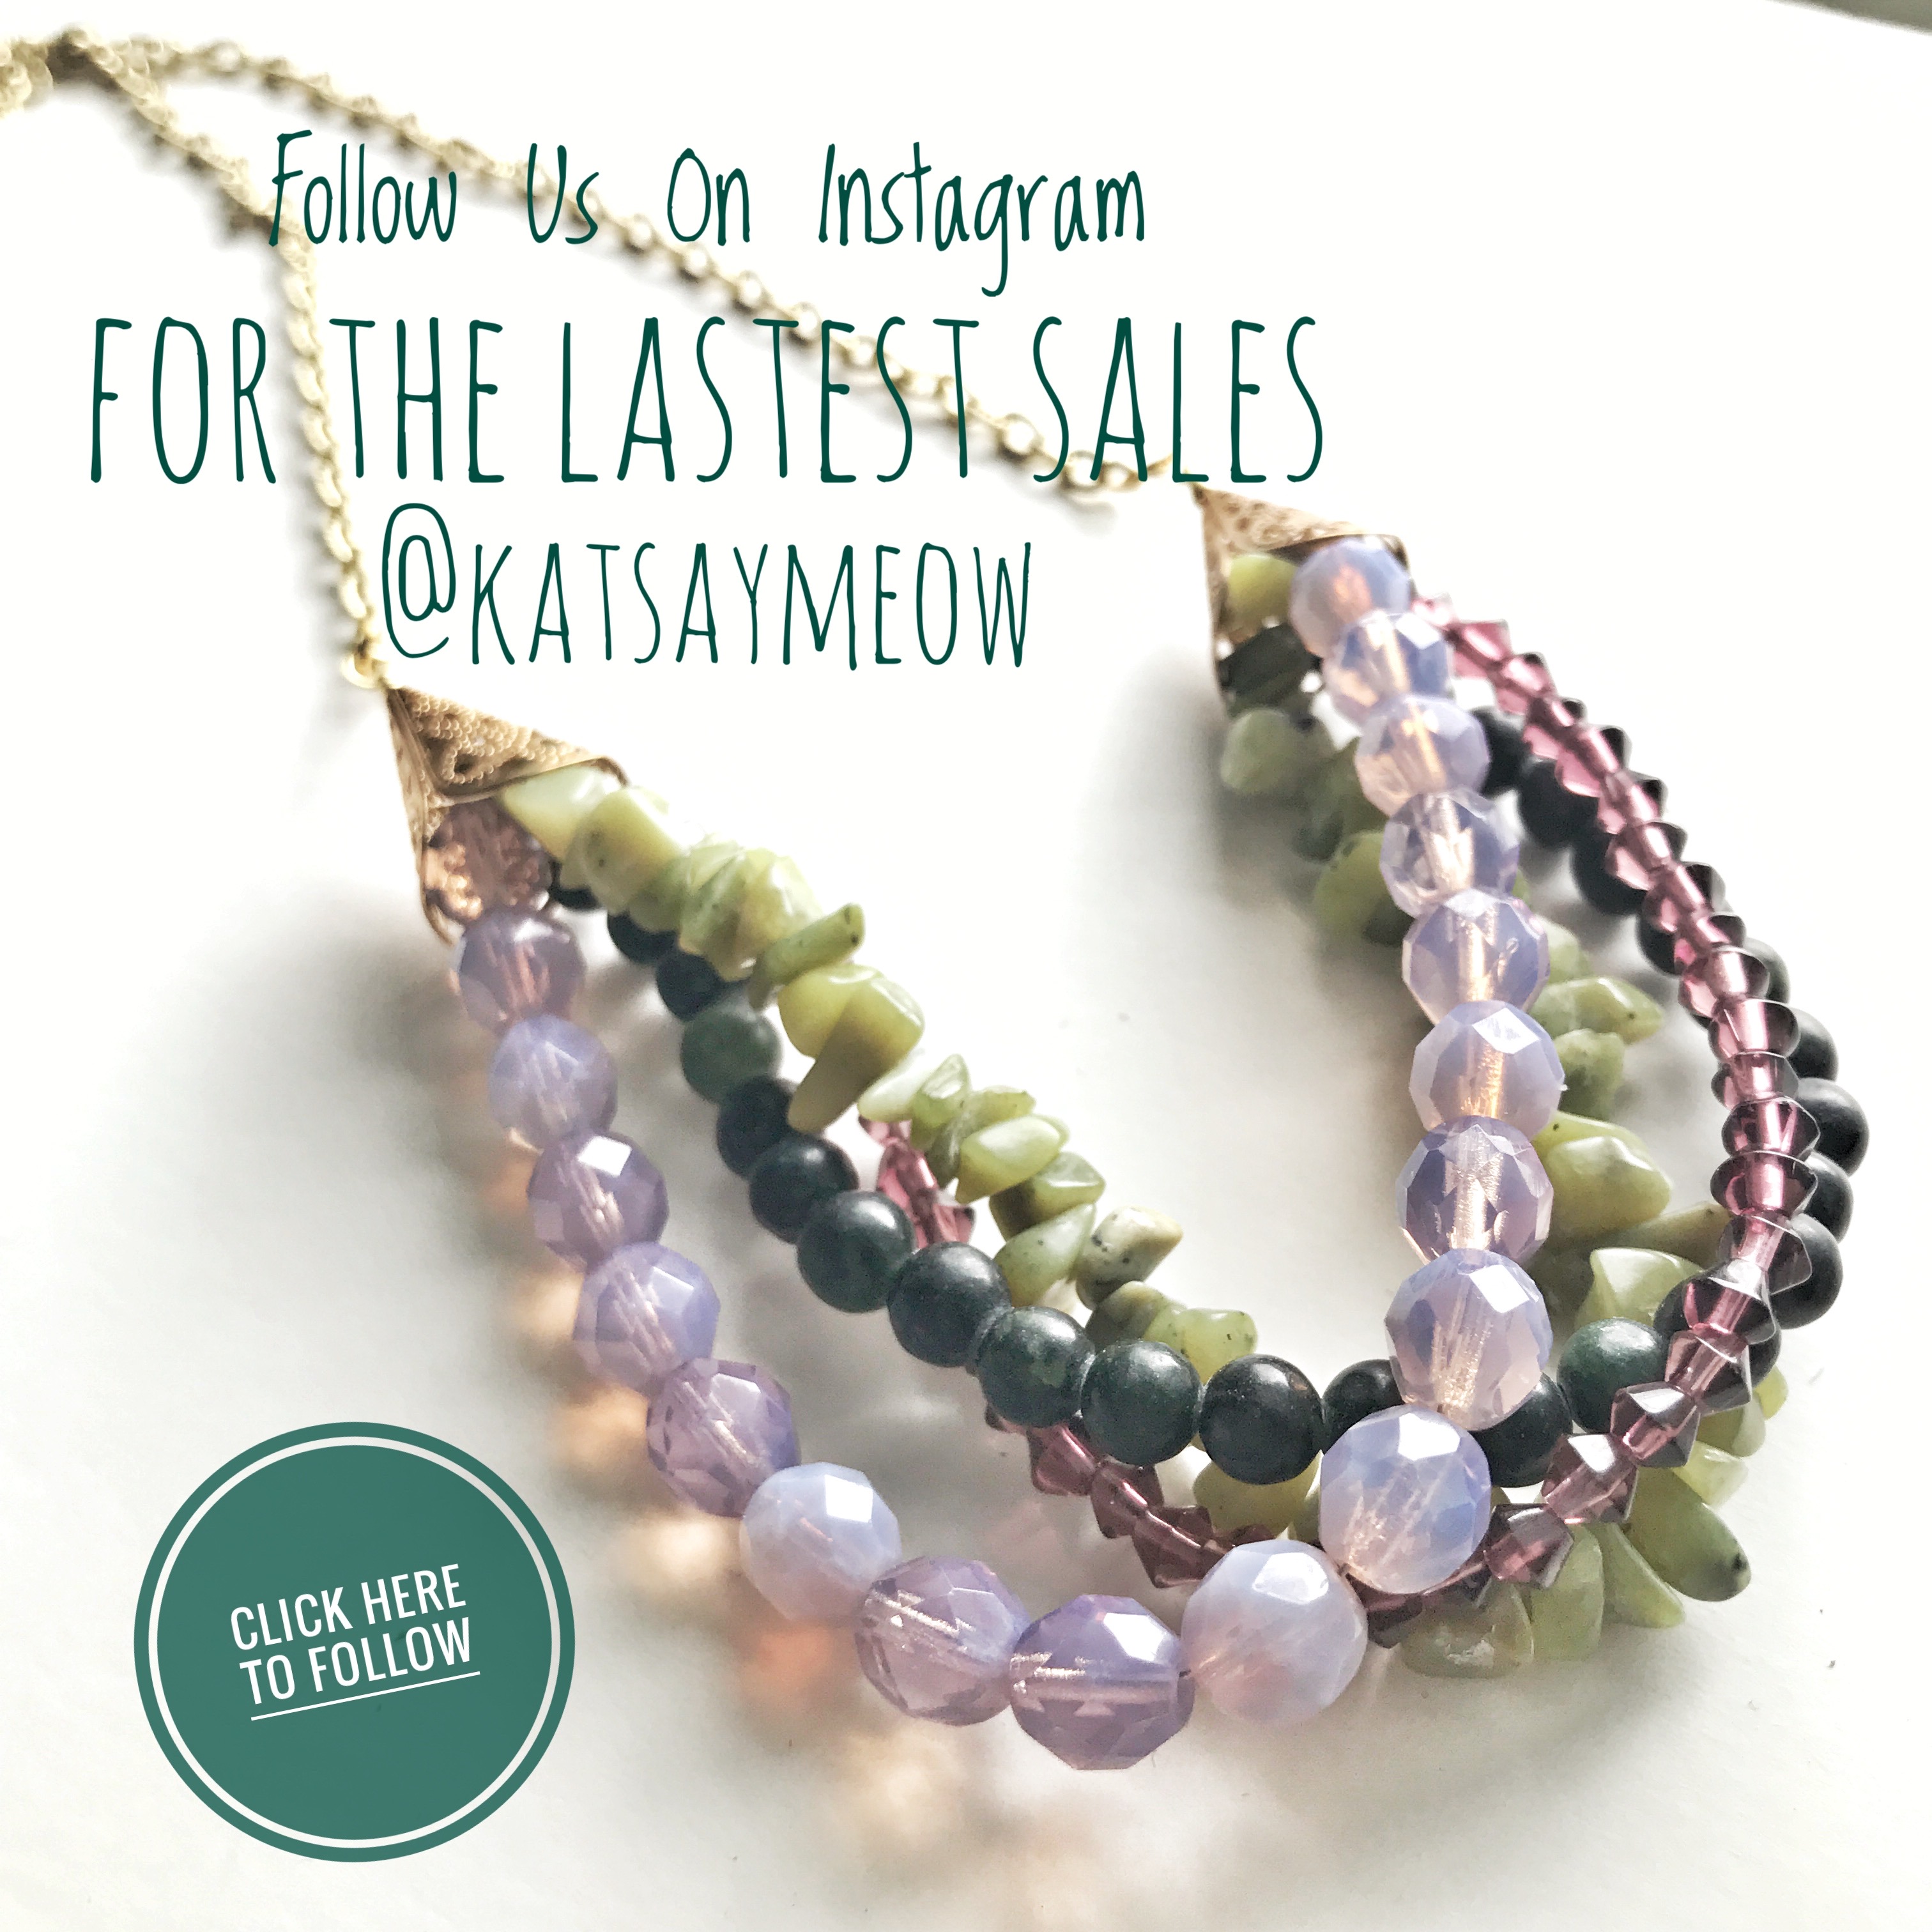 Follow Us On Instagram
FOR THE LASTEST SALES
@KATSAYMEOW
CLICK HERE
TO FOLLOW